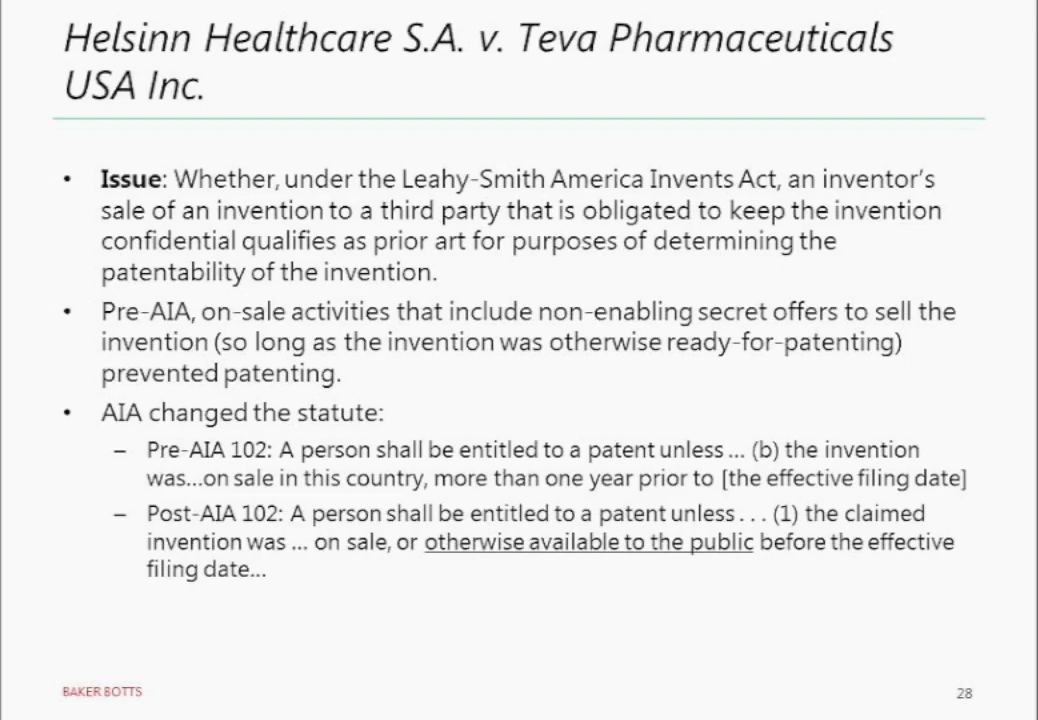 Helsinn Healthcare S.A. v. Teva Pharmaceuticals
USA Inc.
• Issue: Whether, under the Leahy-Smith America Invents Act, an inventor's
sale of an invention to a third party that is obligated to keep the invention
confidential qualifies as prior art for purposes of determining the
patentability of the invention.
• Pre-AIA, on-sale activities that include non-enabling secret offers to sell the
invention (so long as the invention was otherwise ready-for-patenting)
prevented patenting.
• AIA changed the statute:
– Pre-AIA 102: A person shall be entitled to a patent unless ... (b) the invention
was...on sale in this country, more than one year prior to [the effective filing date]
– Post-AIA 102: A person shall be entitled to a patent unless . . . (1) the claimed
invention was ... on sale, or otherwise available to the public before the effective
filing date...
BAKER BOTTS
28